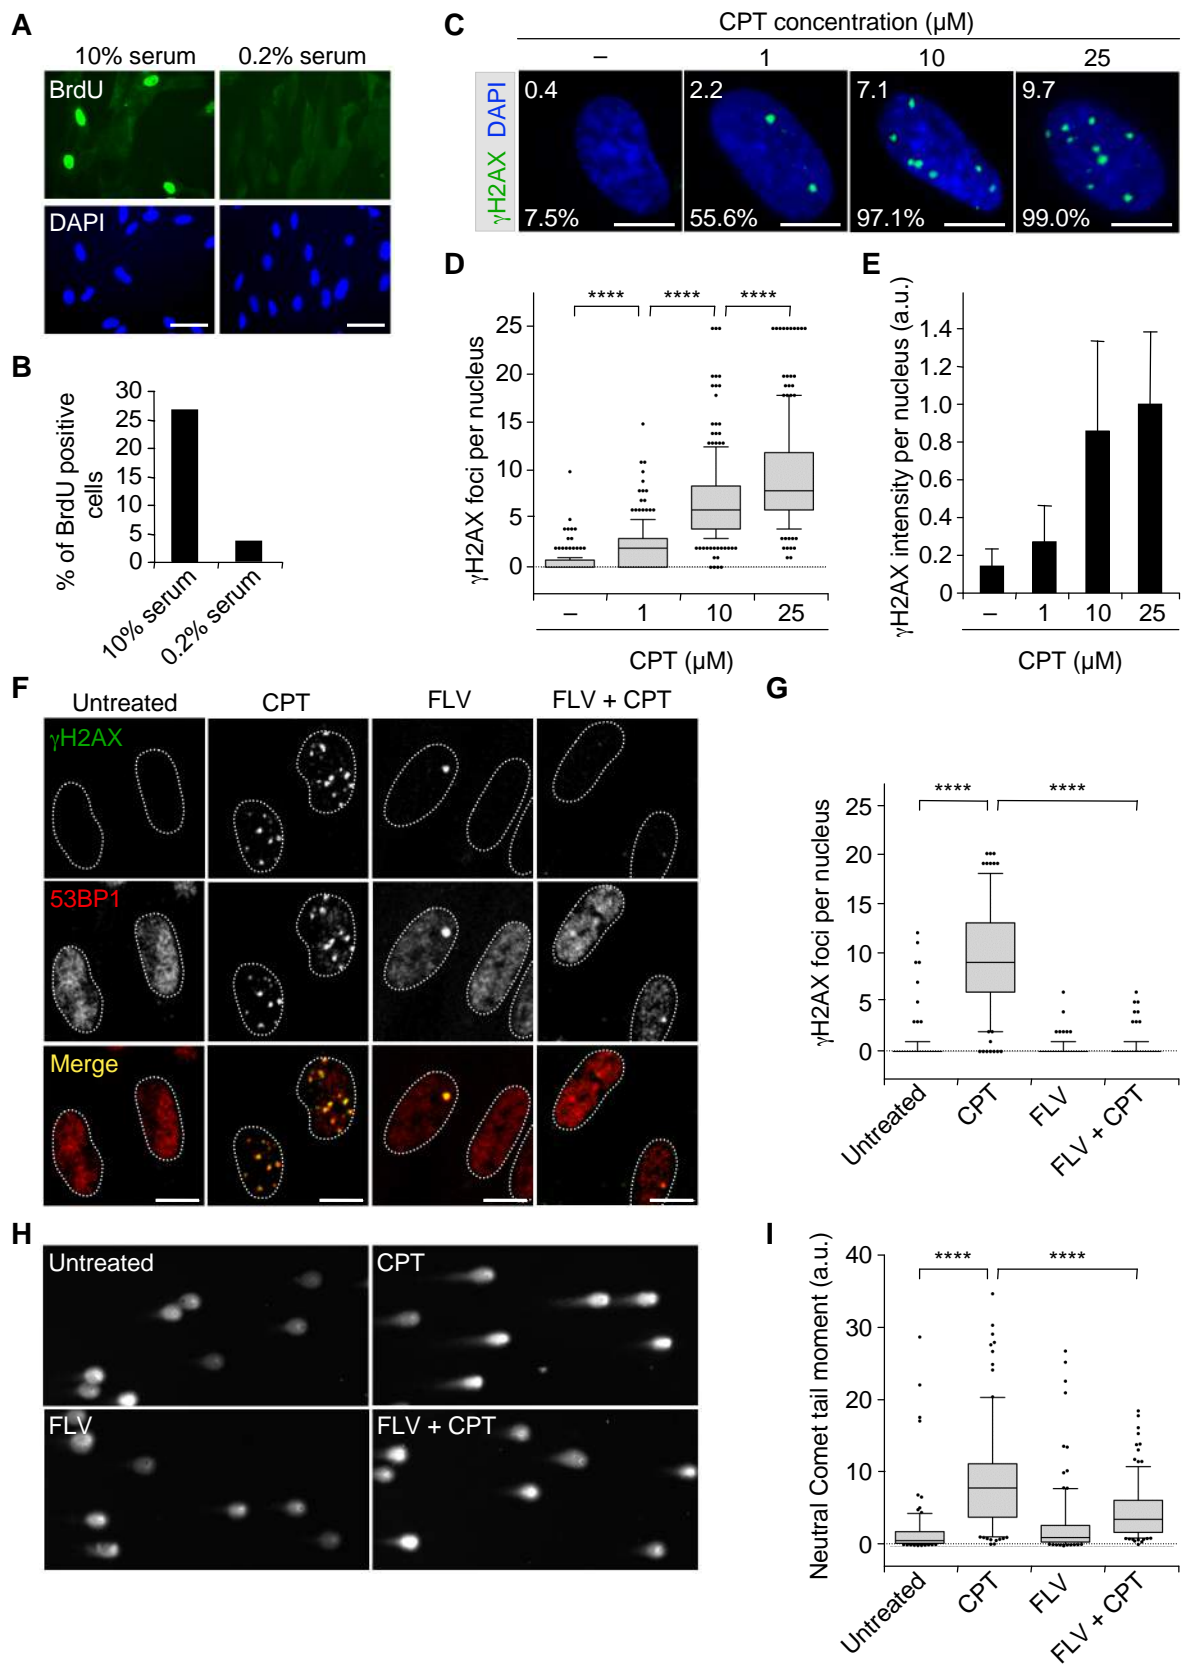 A
10% serum 0.2% serum
BrdU
DAPI
B
% of BrdU positive
cells
30
25
20
15
10
5
0
10% serum
0.2% serum
C
CPT concentration (μM)
– 1 10 25
γH2AX DAPI
0.4 2.2 7.1 9.7
7.5% 55.6% 97.1% 99.0%
D
γH2AX foci per nucleus
**** **** ****
25
20
15
10
5
0
– 1 10 25
CPT (μM)
E
γH2AX intensity per nucleus (a.u.)
1.4
1.2
1.0
0.8
0.6
0.4
0.2
0
– 1 10 25
CPT (μM)
F
Untreated CPT FLV FLV + CPT
γH2AX
53BP1
Merge
G
γH2AX foci per nucleus
**** ****
25
20
15
10
5
0
Untreated
CPT
FLV
FLV + CPT
H
Untreated CPT
FLV FLV + CPT
I
Neutral Comet tail moment (a.u.)
**** ****
40
30
20
10
0
Untreated
CPT
FLV
FLV + CPT